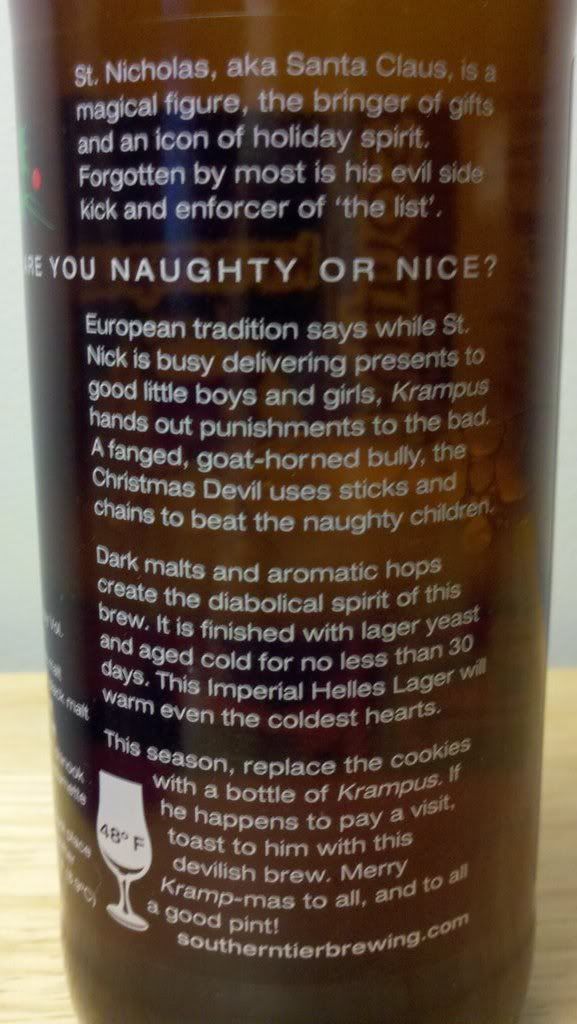 St. Nicholas, aka Santa Claus, is a
magical figure, the bringer of gifts
and an icon of holiday spirit.
Forgotten by most is his evil side
kick and enforcer of 'the list'.
ARE YOU NAUGHTY OR NICE?
European tradition says while St.
Nick is busy delivering presents to
good little boys and girls, Krampus
hands out punishments to the bad.
A fanged, goat-horned bully, the
Christmas Devil uses sticks and
chains to beat the naughty children.
Dark malts and aromatic hops
create the diabolical spirit of this
brew. It is finished with lager yeast
and aged cold for no less than 30
days. This Imperial Helles Lager will
warm even the coldest hearts.
This season, replace the cookies
with a bottle of Krampus. If
he happens to pay a visit,
toast to him with this
devilish brew. Merry
Kramp-mas to all, and to all
a good pint!
southerntierbrewing.com
48° F
Vol.
malt
black malt
place